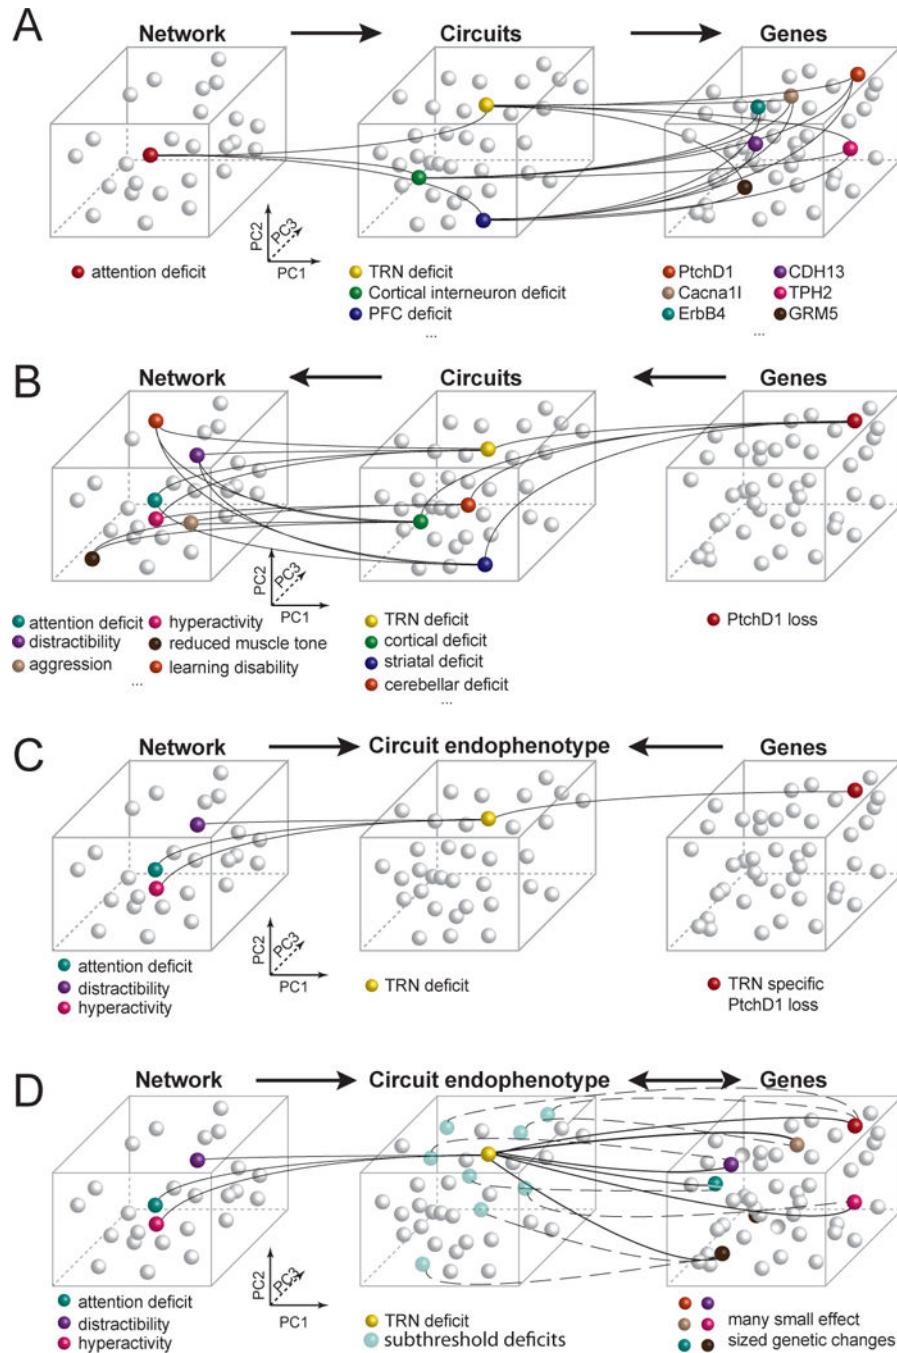 A
Network
Circuits
Genes
PC2
PC3
PC1
attention deficit
TRN deficit
Cortical interneuron deficit
PFC deficit
...
PtchD1
CDH13
Cacna1I
TPH2
ErbB4
GRM5
...
B
Network
Circuits
Genes
PC2
PC3
PC1
attention deficit
hyperactivity
distractibility
reduced muscle tone
aggression
learning disability
...
TRN deficit
cortical deficit
striatal deficit
cerebellar deficit
...
PtchD1 loss
C
Network
Circuit endophenotype
Genes
PC2
PC3
PC1
attention deficit
distractibility
hyperactivity
TRN deficit
TRN specific
PtchD1 loss
D
Network
Circuit endophenotype
Genes
PC2
PC3
PC1
attention deficit
distractibility
hyperactivity
TRN deficit
subthreshold deficits
many small effect
sized genetic changes